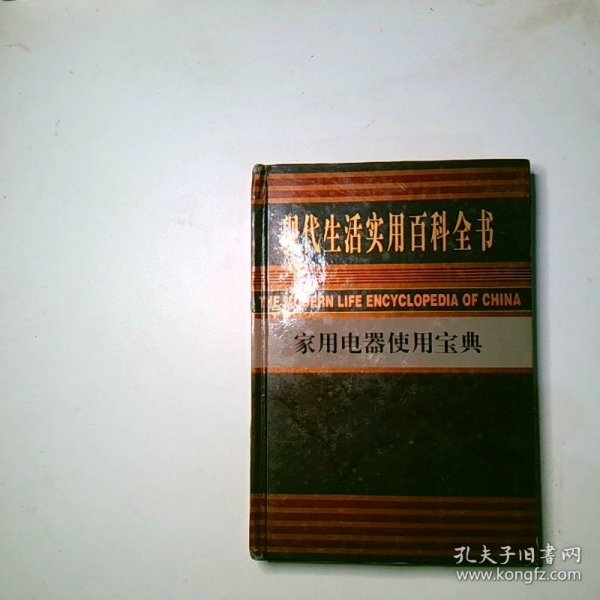 现代生活实用百科全书
THE MODERN LIFE ENCYCLOPEDIA OF CHINA
家用电器使用宝典
孔夫子旧书网
www.kongfz.com